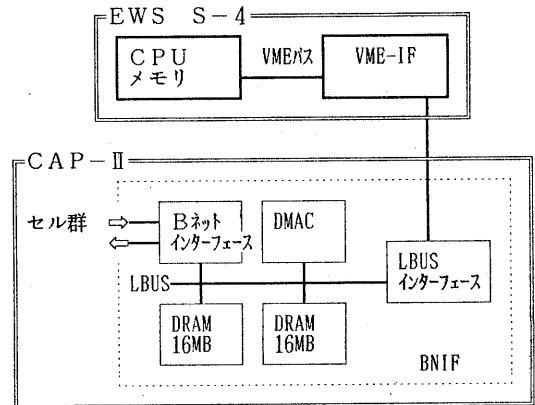 EWS S-4
CPU
メモリ
VMEバス
VME-IF
CAP-Ⅱ
セル群
Bネット
インターフェース
DMAC
LBUS
インターフェース
LBUS
DRAM
16MB
DRAM
16MB
BNIF